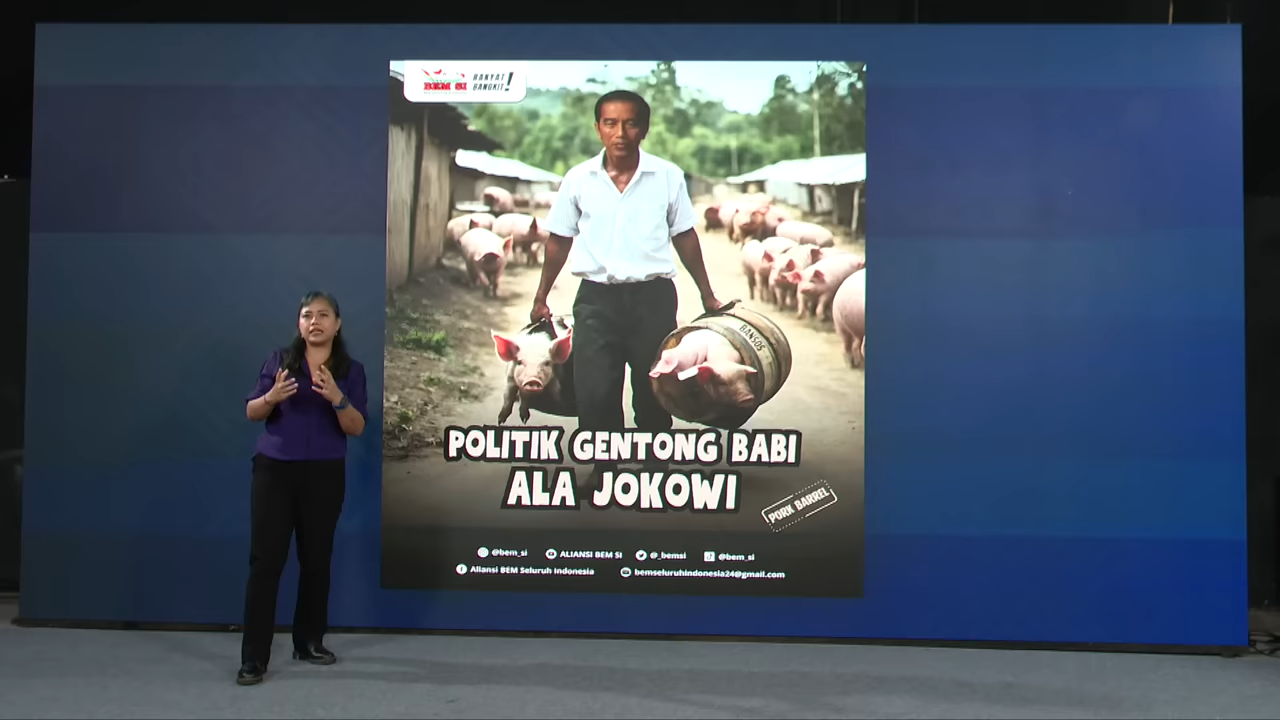 BEM SI
RAKYAT
BANGKIT!
BANSOS
POLITIK GENTONG BABI
ALA JOKOWI
PORK BARREL
@bem_si
ALIANSI BEM SI
@_bemsi
@bem_si
Aliansi BEM Seluruh Indonesia
bemseluruhindonesia24@gmail.com